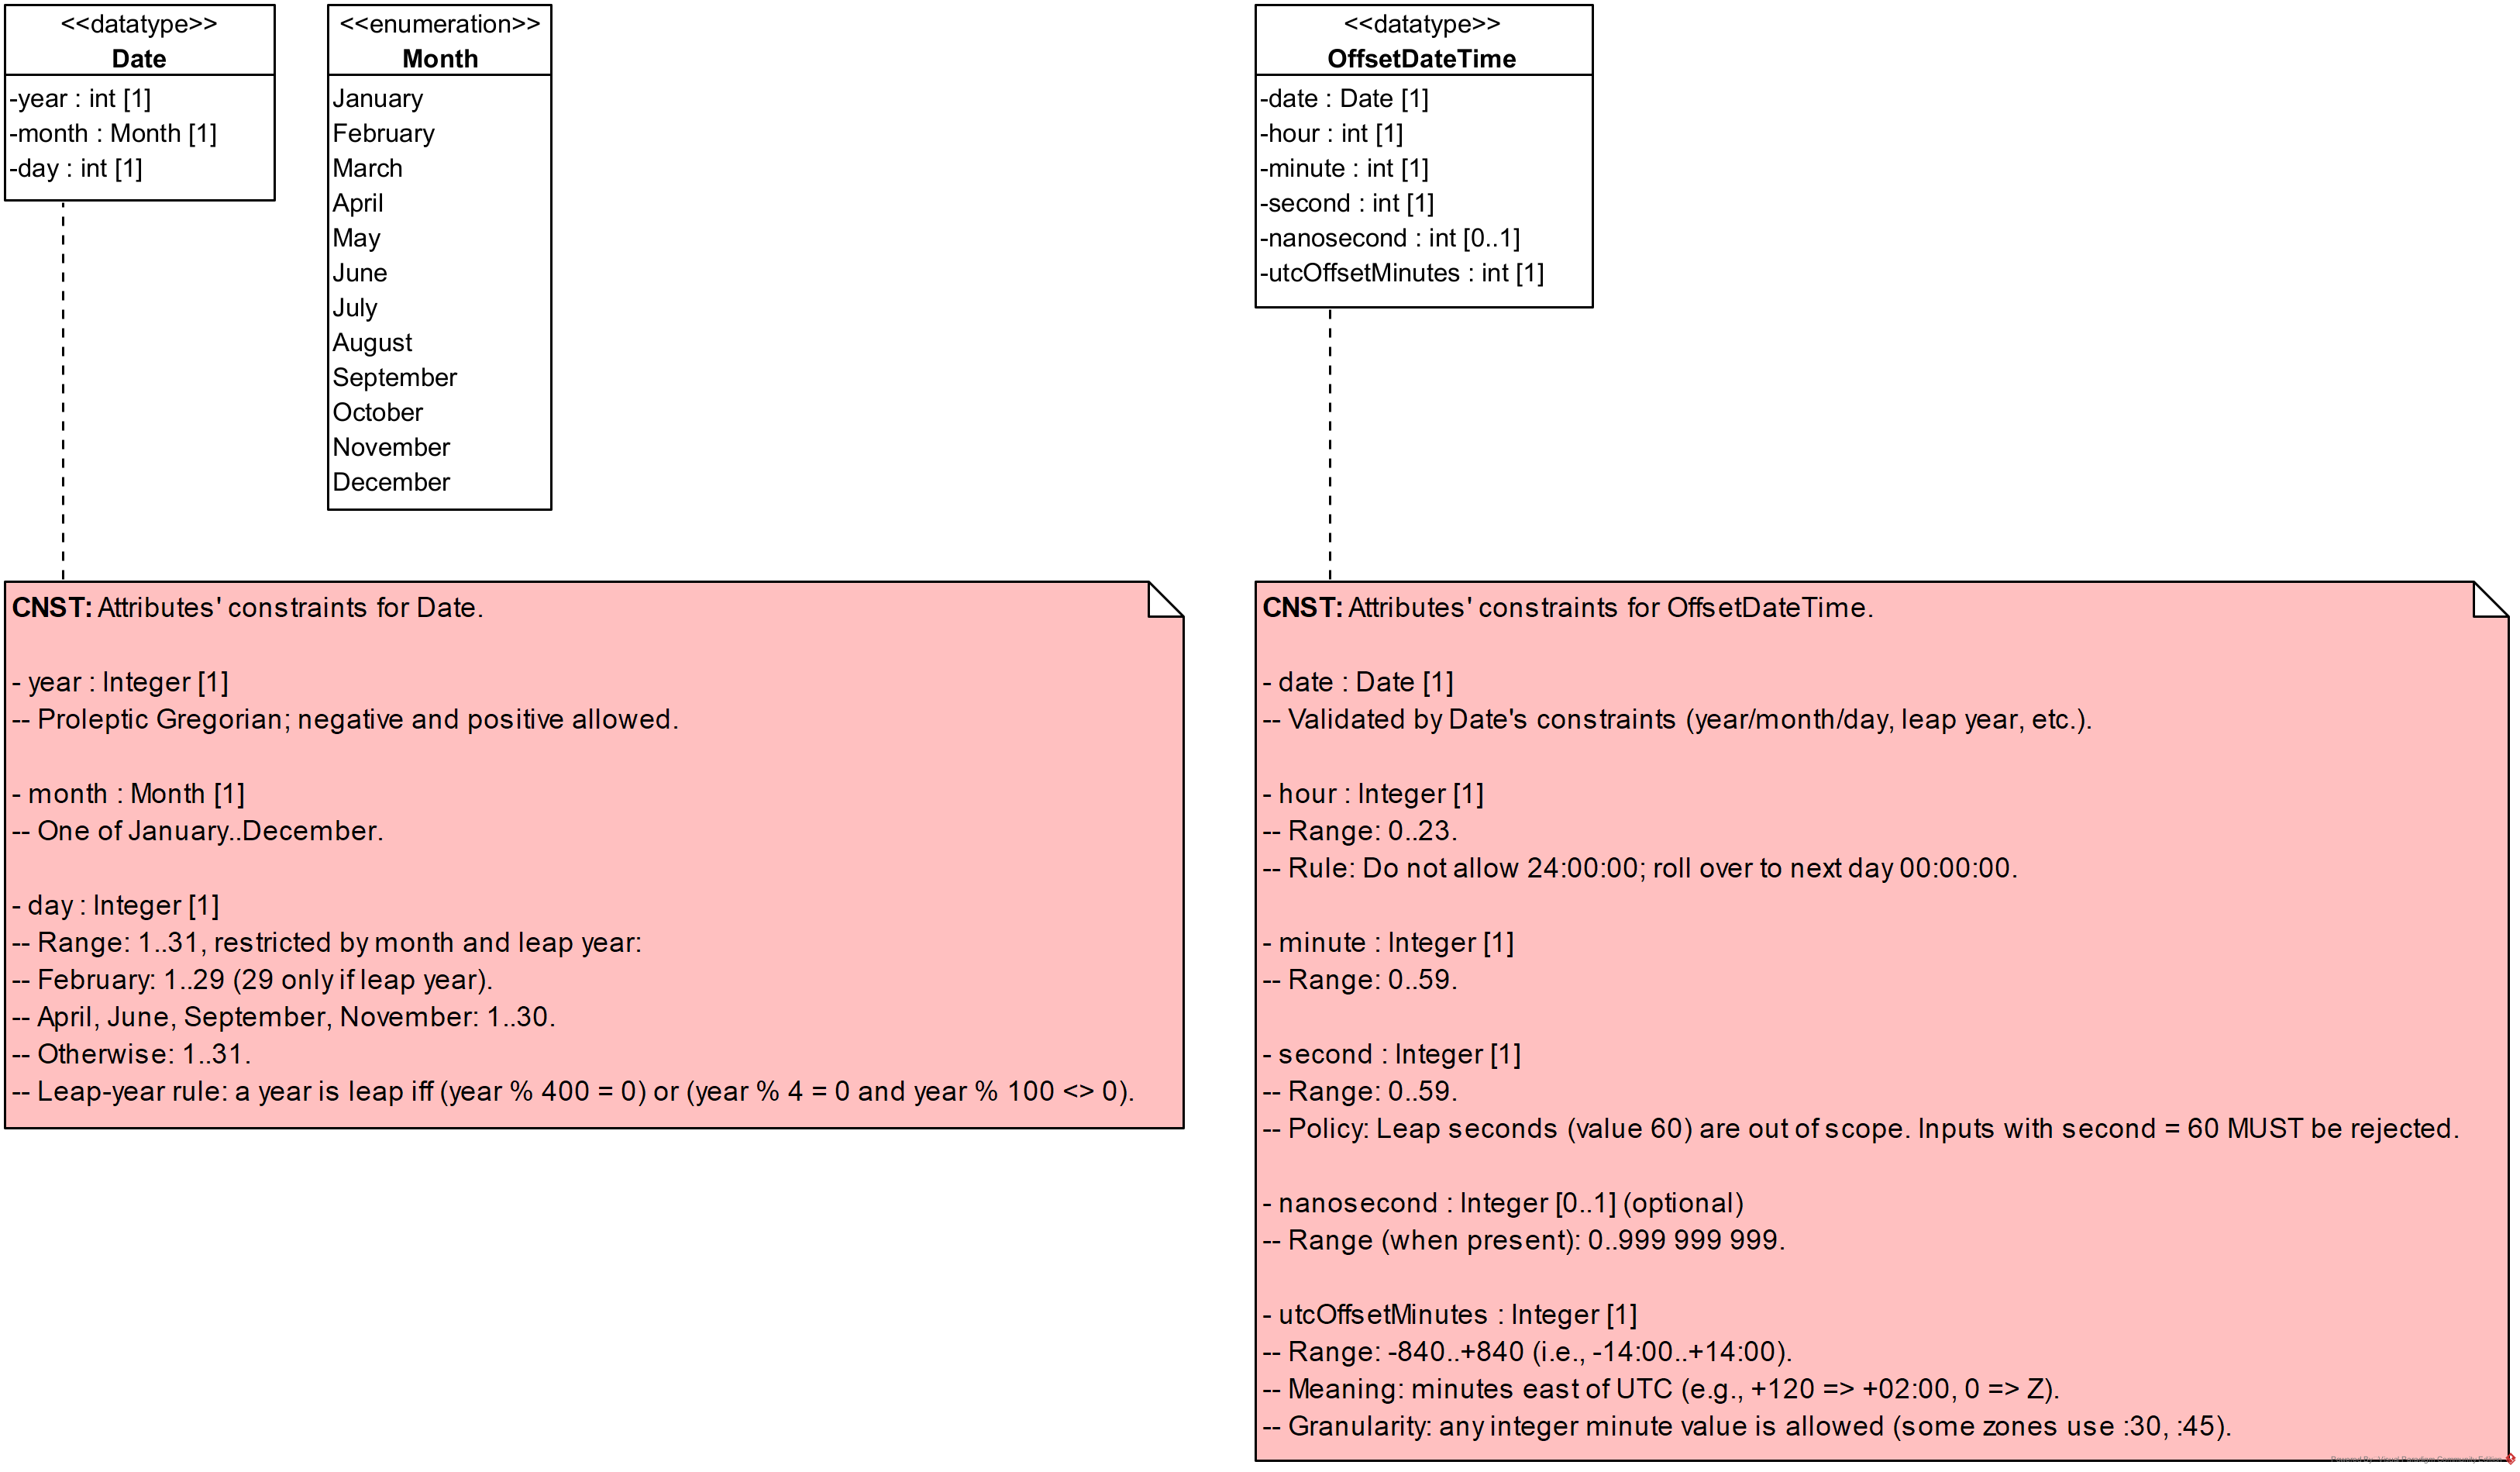 <<datatype>>
Date
-year : int [1]
-month : Month [1]
-day : int [1]
<<enumeration>>
Month
January
February
March
April
May
June
July
August
September
October
November
December
<<datatype>>
OffsetDateTime
-date : Date [1]
-hour : int [1]
-minute : int [1]
-second : int [1]
-nanosecond : int [0..1]
-utcOffsetMinutes : int [1]
CNST: Attributes' constraints for Date.
- year : Integer [1]
-- Proleptic Gregorian; negative and positive allowed.
- month : Month [1]
-- One of January..December.
- day : Integer [1]
-- Range: 1..31, restricted by month and leap year:
-- February: 1..29 (29 only if leap year).
-- April, June, September, November: 1..30.
-- Otherwise: 1..31.
-- Leap-year rule: a year is leap iff (year % 400 = 0) or (year % 4 = 0 and year % 100 <> 0).
CNST: Attributes' constraints for OffsetDateTime.
- date : Date [1]
-- Validated by Date's constraints (year/month/day, leap year, etc.).
- hour : Integer [1]
-- Range: 0..23.
-- Rule: Do not allow 24:00:00; roll over to next day 00:00:00.
- minute : Integer [1]
-- Range: 0..59.
- second : Integer [1]
-- Range: 0..59.
-- Policy: Leap seconds (value 60) are out of scope. Inputs with second = 60 MUST be rejected.
- nanosecond : Integer [0..1] (optional)
-- Range (when present): 0..999 999 999.
- utcOffsetMinutes : Integer [1]
-- Range: -840..+840 (i.e., -14:00..+14:00).
-- Meaning: minutes east of UTC (e.g., +120 => +02:00, 0 => Z).
-- Granularity: any integer minute value is allowed (some zones use :30, :45).
Powered By Visual Paradigm Community Edition